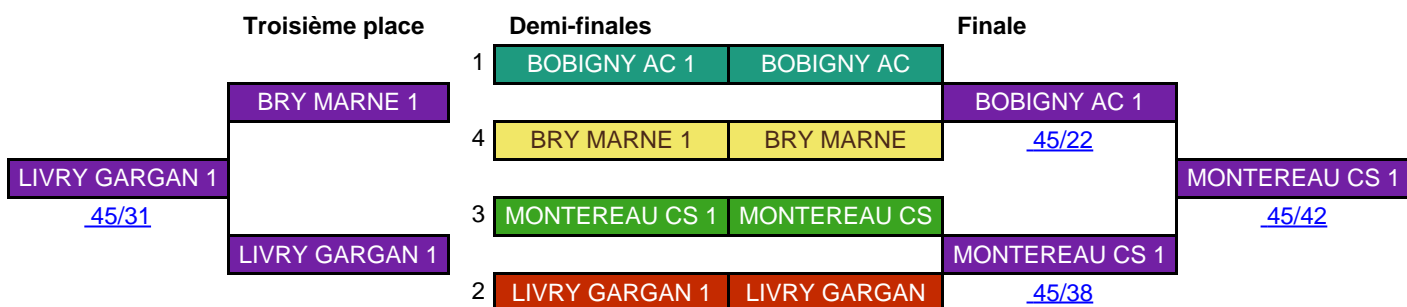 Troisième place Demi-finales Finale
1 BOBIGNY AC 1 BOBIGNY AC
BRY MARNE 1 BOBIGNY AC 1
4 BRY MARNE 1 BRY MARNE 45/22
LIVRY GARGAN 1 MONTEREAU CS 1
45/31 3 MONTEREAU CS 1 MONTEREAU CS 45/42
LIVRY GARGAN 1 MONTEREAU CS 1
2 LIVRY GARGAN 1 LIVRY GARGAN 45/38